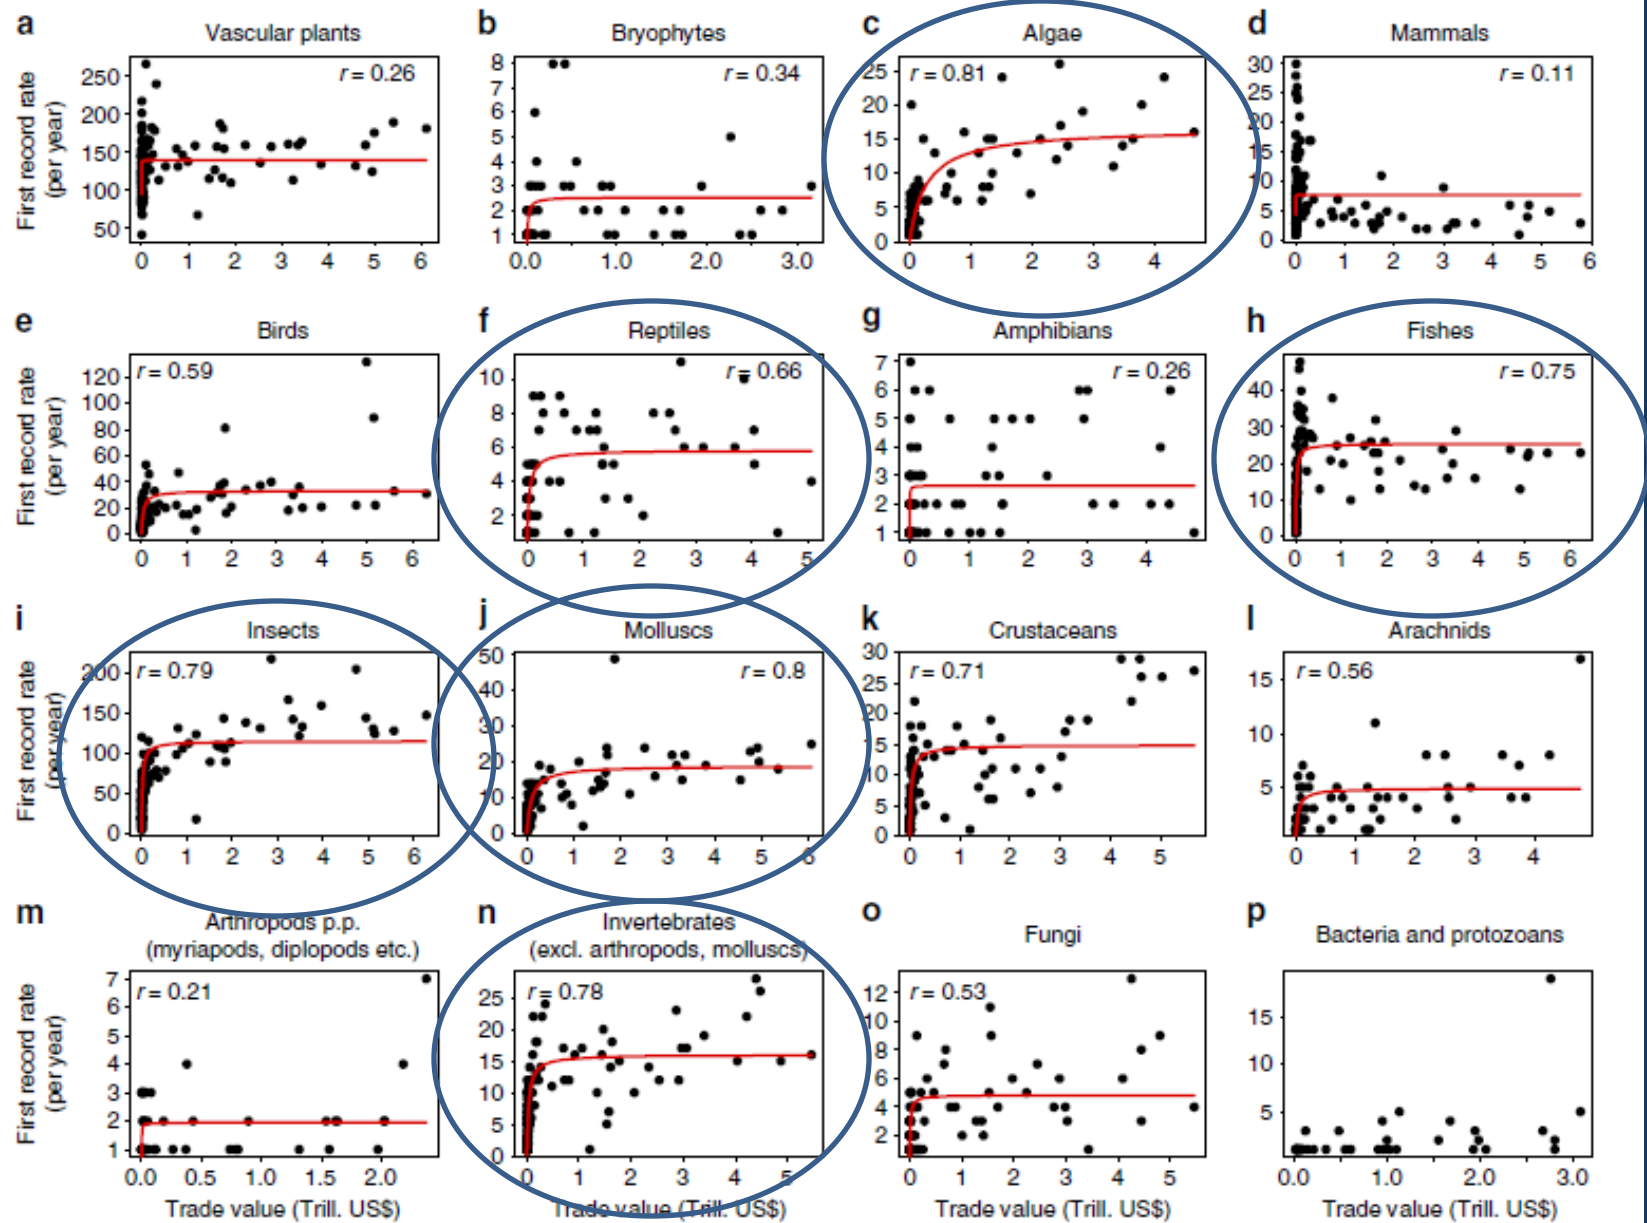 a Vascular plants b Bryophytes c Algae d Mammals
First record rate
(per year)
r = 0.26 r = 0.34 r = 0.81 r = 0.11
250 200 150 100 50
0 1 2 3 4 5 6
8 7 6 5 4 3 2 1
0.0 1.0 2.0 3.0
25 20 15 10 5 0
0 1 2 3 4
30 25 20 15 10 5 0
0 1 2 3 4 5 6
e Birds f Reptiles g Amphibians h Fishes
First record rate
(per year)
r = 0.59 r = 0.66 r = 0.26 r = 0.75
120 100 80 60 40 20 0
0 1 2 3 4 5 6
10 8 6 4 2
0 1 2 3 4 5
7 6 5 4 3 2 1
0 1 2 3 4
40 30 20 10 0
0 1 2 3 4 5 6
i Insects j Molluscs k Crustaceans l Arachnids
First record rate
(per year)
r = 0.79 r = 0.8 r = 0.71 r = 0.56
200 150 100 50 0
0 1 2 3 4 5 6
50 40 30 20 10 0
0 1 2 3 4 5 6
30 25 20 15 10 5 0
0 1 2 3 4 5
15 10 5
0 1 2 3 4
m Arthropods p.p. n Invertebrates o Fungi p Bacteria and protozoans
(myriapods, diplopods etc.) (excl. arthropods, molluscs)
First record rate
(per year)
r = 0.21 r = 0.78 r = 0.53
7 6 5 4 3 2 1
0.0 0.5 1.0 1.5 2.0
25 20 15 10 5 0
0 1 2 3 4 5
12 10 8 6 4 2
0 1 2 3 4 5
15 10 5
0.0 1.0 2.0 3.0
Trade value (Trill. US$) Trade value (Trill. US$) Trade value (Trill. US$) Trade value (Trill. US$)